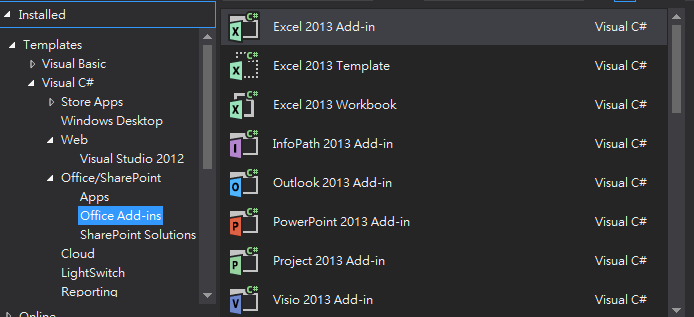 Installed
Templates
Visual Basic
Visual C#
Store Apps
Windows Desktop
Web
Visual Studio 2012
Office/SharePoint
Apps
Office Add-ins
SharePoint Solutions
Cloud
LightSwitch
Reporting
Online
C# Excel 2013 Add-in Visual C#
C# Excel 2013 Template Visual C#
C# Excel 2013 Workbook Visual C#
C# InfoPath 2013 Add-in Visual C#
C# Outlook 2013 Add-in Visual C#
C# PowerPoint 2013 Add-in Visual C#
C# Project 2013 Add-in Visual C#
C# Visio 2013 Add-in Visual C#